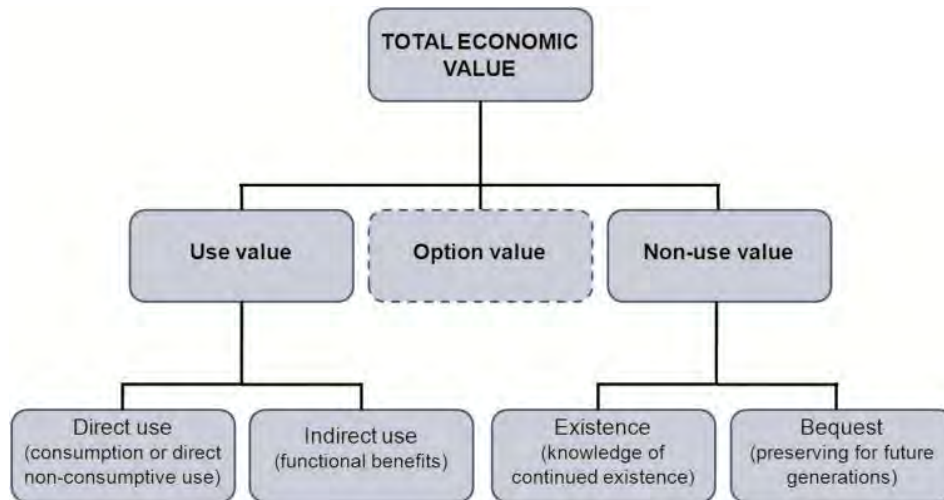 TOTAL ECONOMIC
VALUE
Use value
Option value
Non-use value
Direct use
(consumption or direct
non-consumptive use)
Indirect use
(functional benefits)
Existence
(knowledge of
continued existence)
Bequest
(preserving for future
generations)